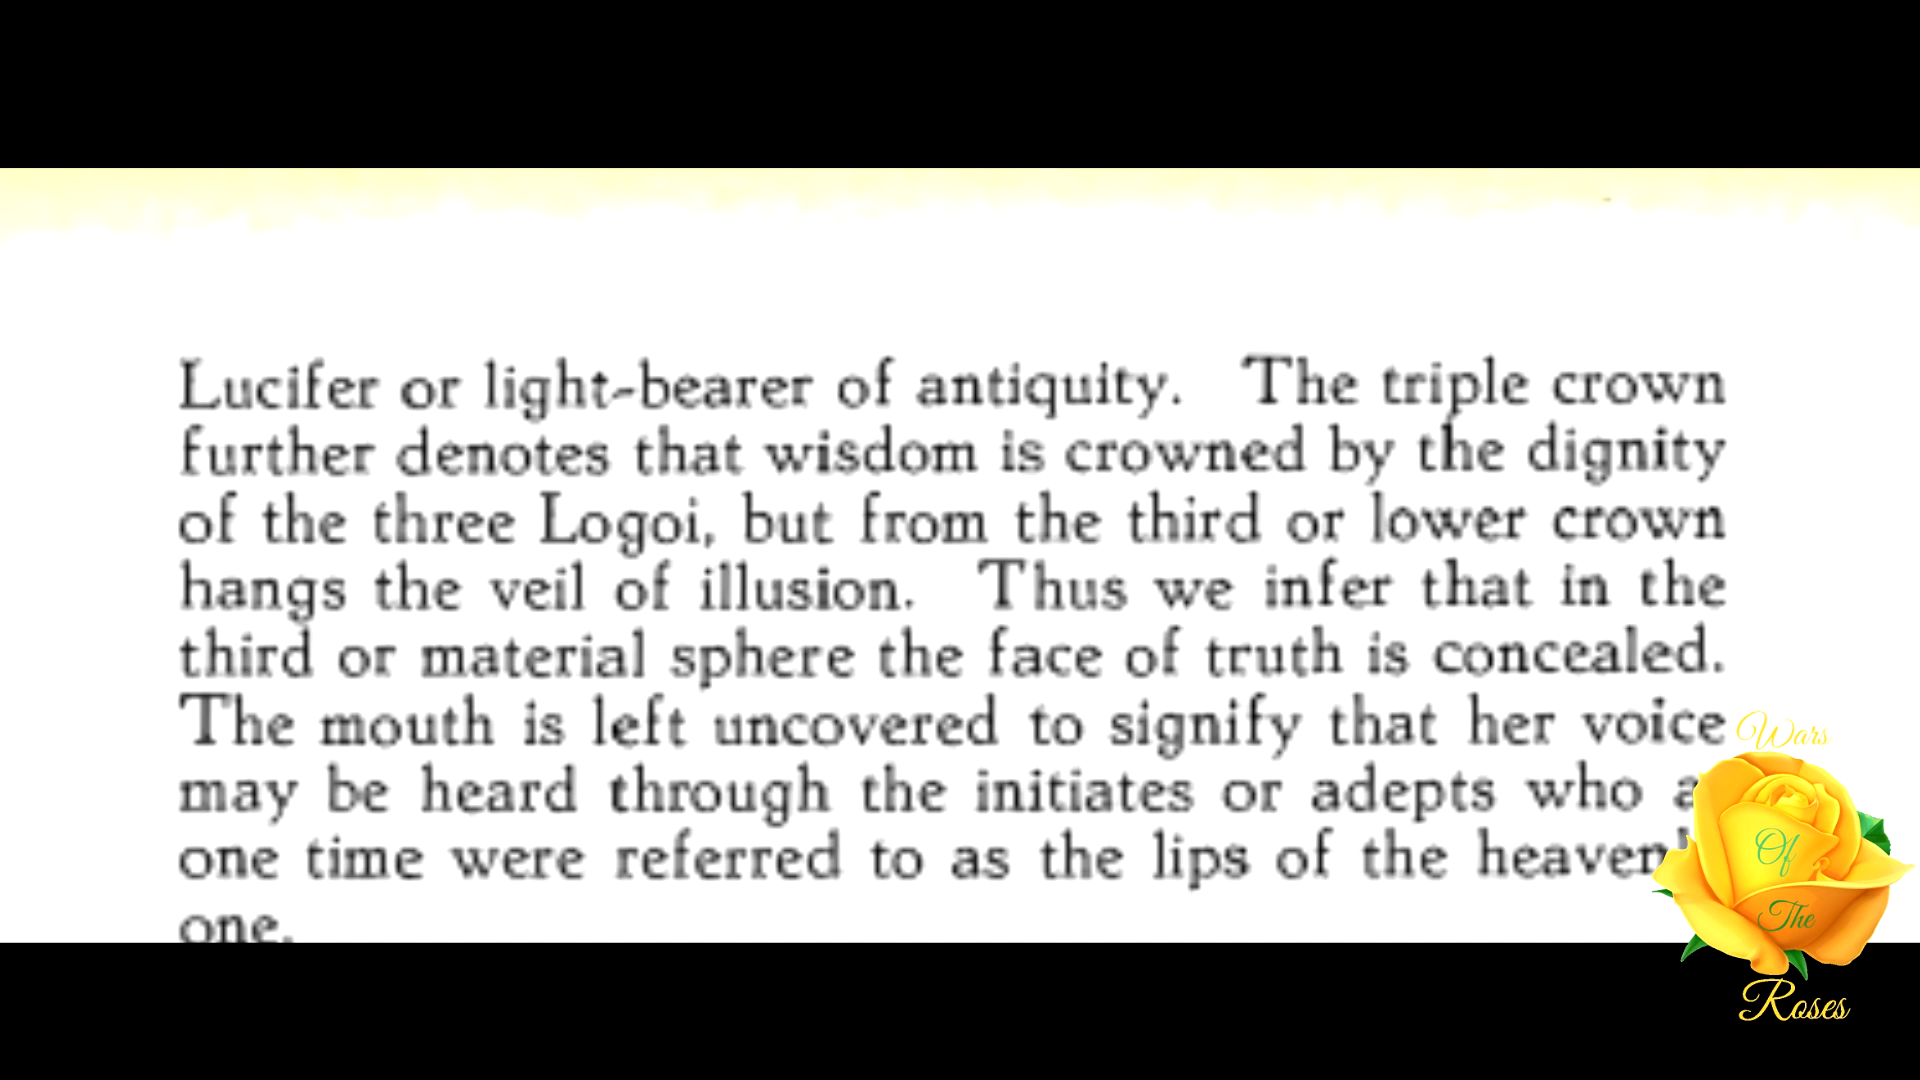 Lucifer or light-bearer of antiquity. The triple crown
further denotes that wisdom is crowned by the dignity
of the three Logoi, but from the third or lower crown
hangs the veil of illusion. Thus we infer that in the
third or material sphere the face of truth is concealed.
The mouth is left uncovered to signify that her voice
may be heard through the initiates or adepts who
one time were referred to as the lips of the
one.
Wars
Of
The
Roses